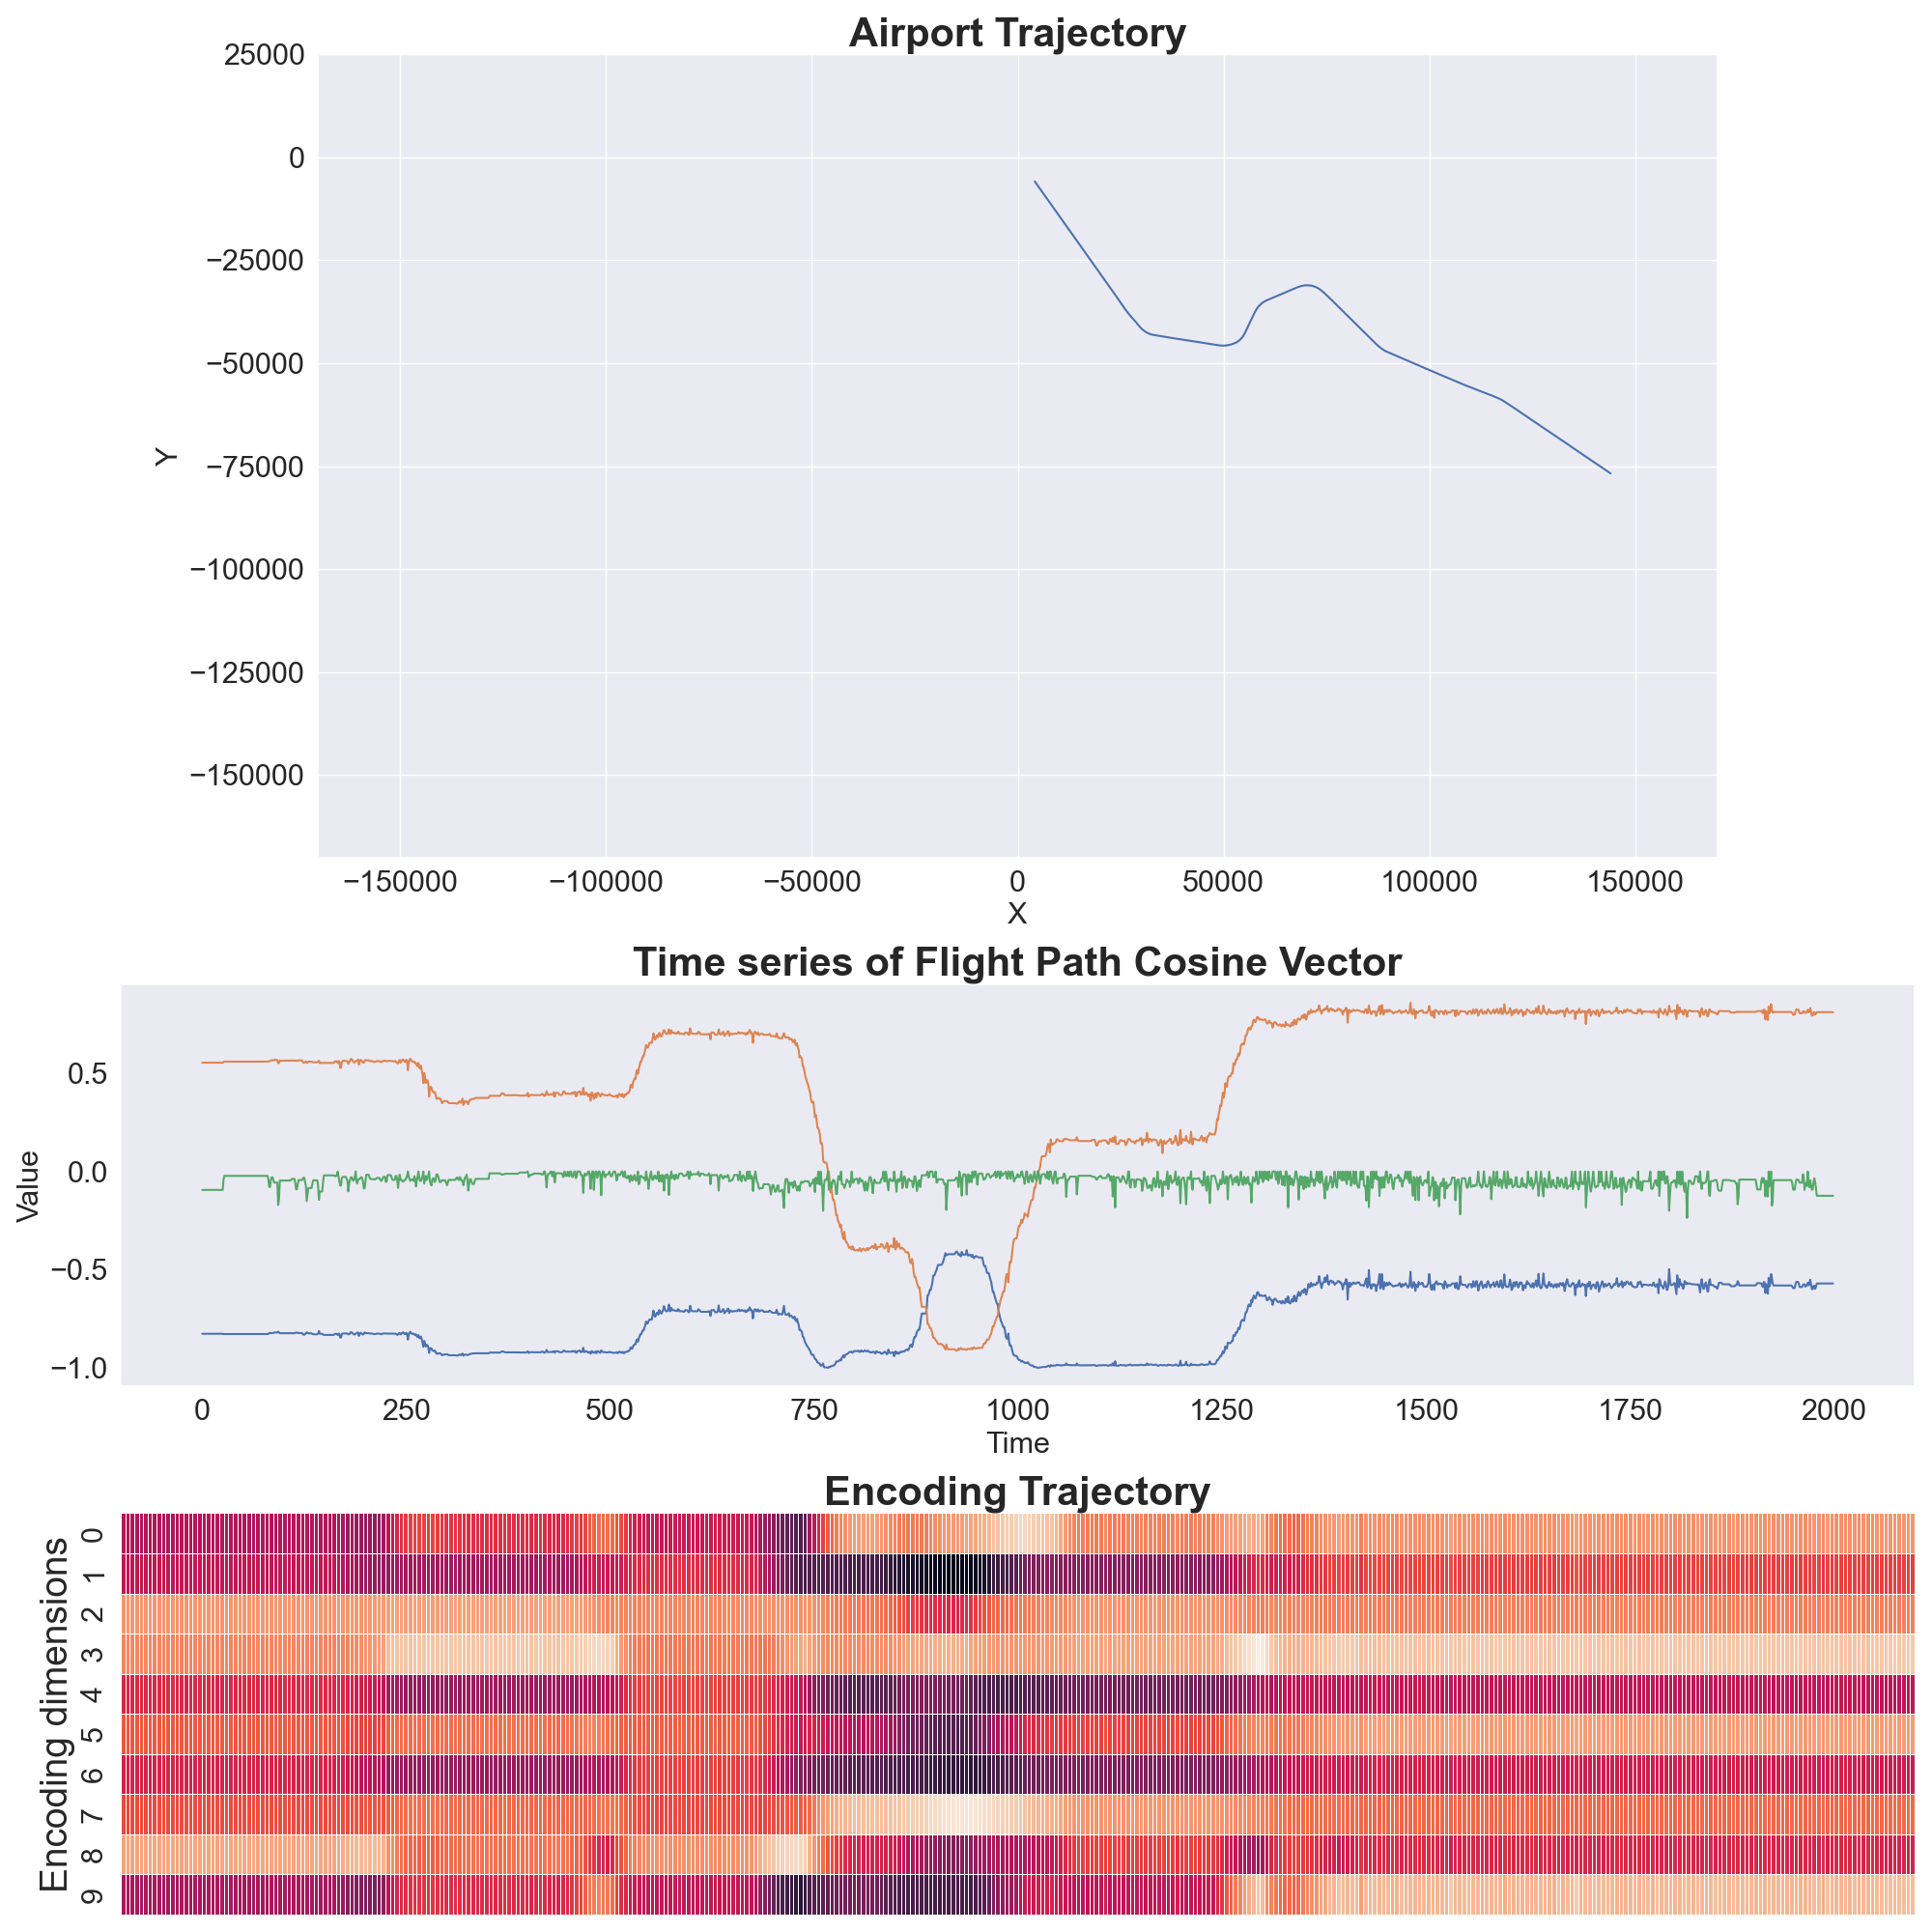 Airport Trajectory
25000
0
−25000
−50000
−75000
−100000
−125000
−150000
Y
−150000 −100000 −50000 0 50000 100000 150000
X
Time series of Flight Path Cosine Vector
0.5
0.0
−0.5
−1.0
Value
0 250 500 750 1000 1250 1500 1750 2000
Time
Encoding Trajectory
Encoding dimensions
0
1
2
3
4
5
6
7
8
9